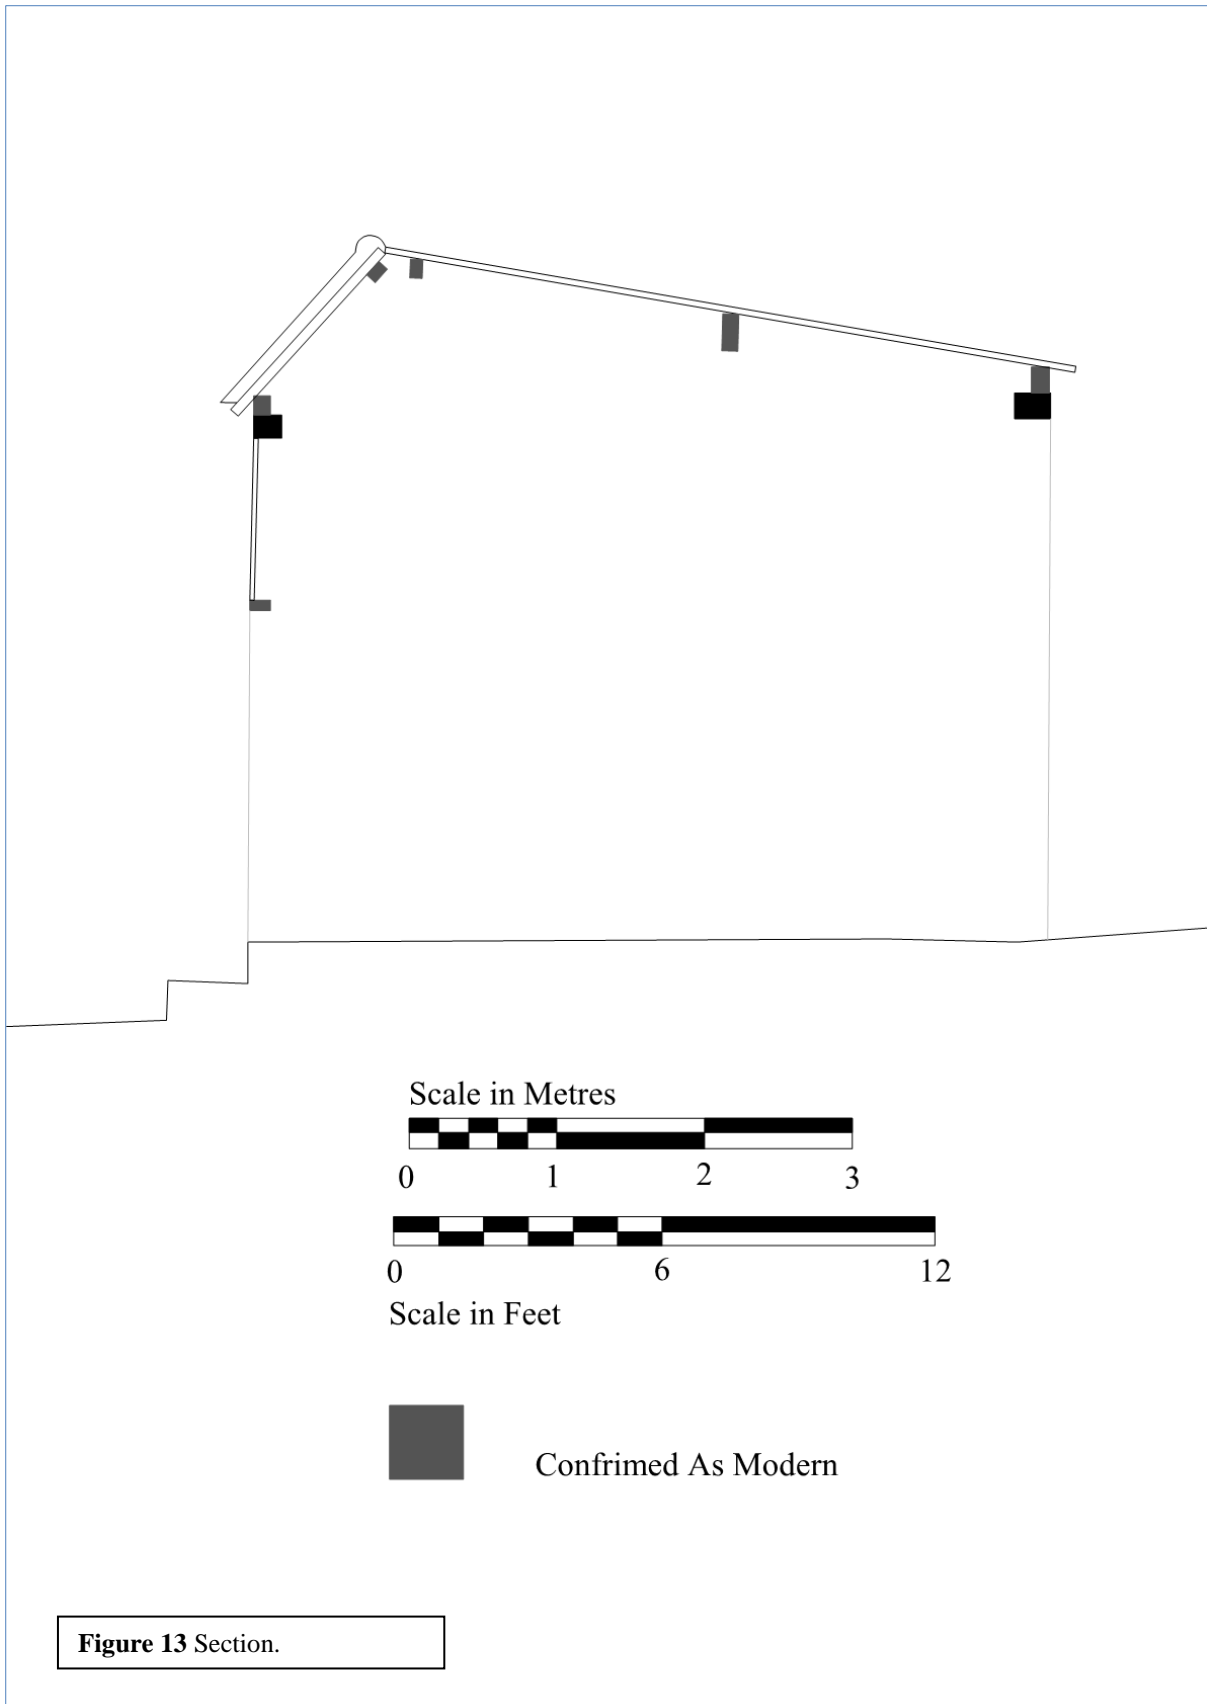 Scale in Metres
0 1 2 3
0 6 12
Scale in Feet
Confrimed As Modern
Figure 13 Section.